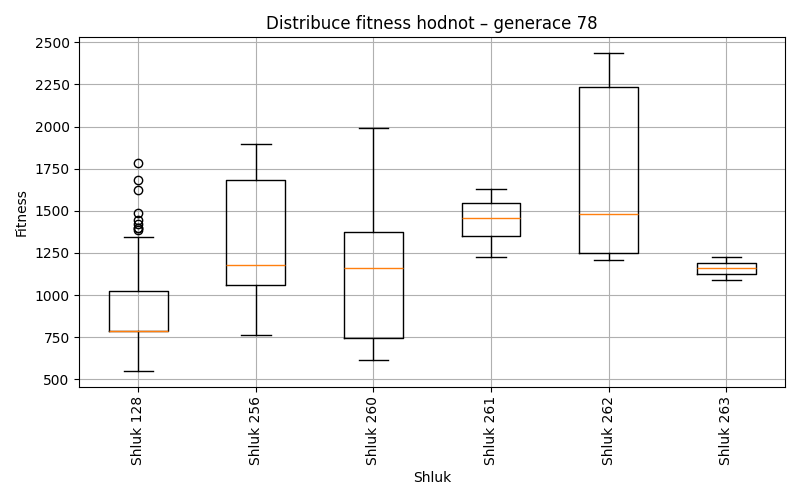 Distribuce fitness hodnot – generace 78
Fitness
2500
2250
2000
1750
1500
1250
1000
750
500
Shluk 128
Shluk 256
Shluk 260
Shluk 261
Shluk 262
Shluk 263
Shluk